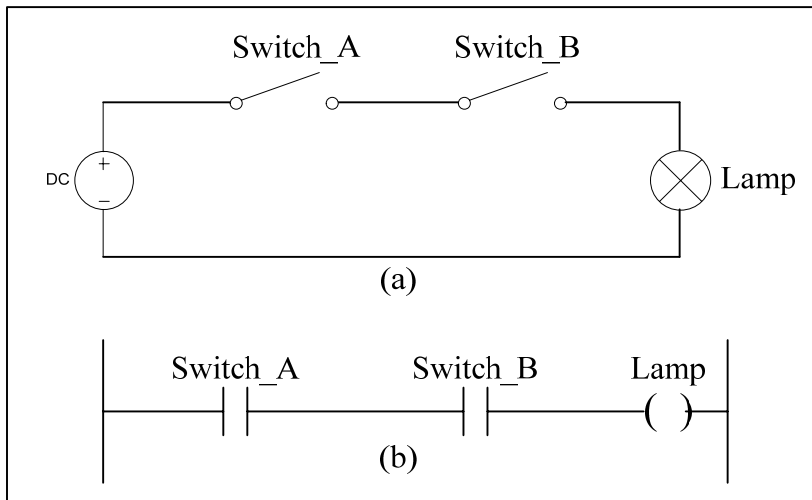 Switch_A Switch_B
+
DC
−
Lamp
(a)
Switch_A Switch_B Lamp
(b)